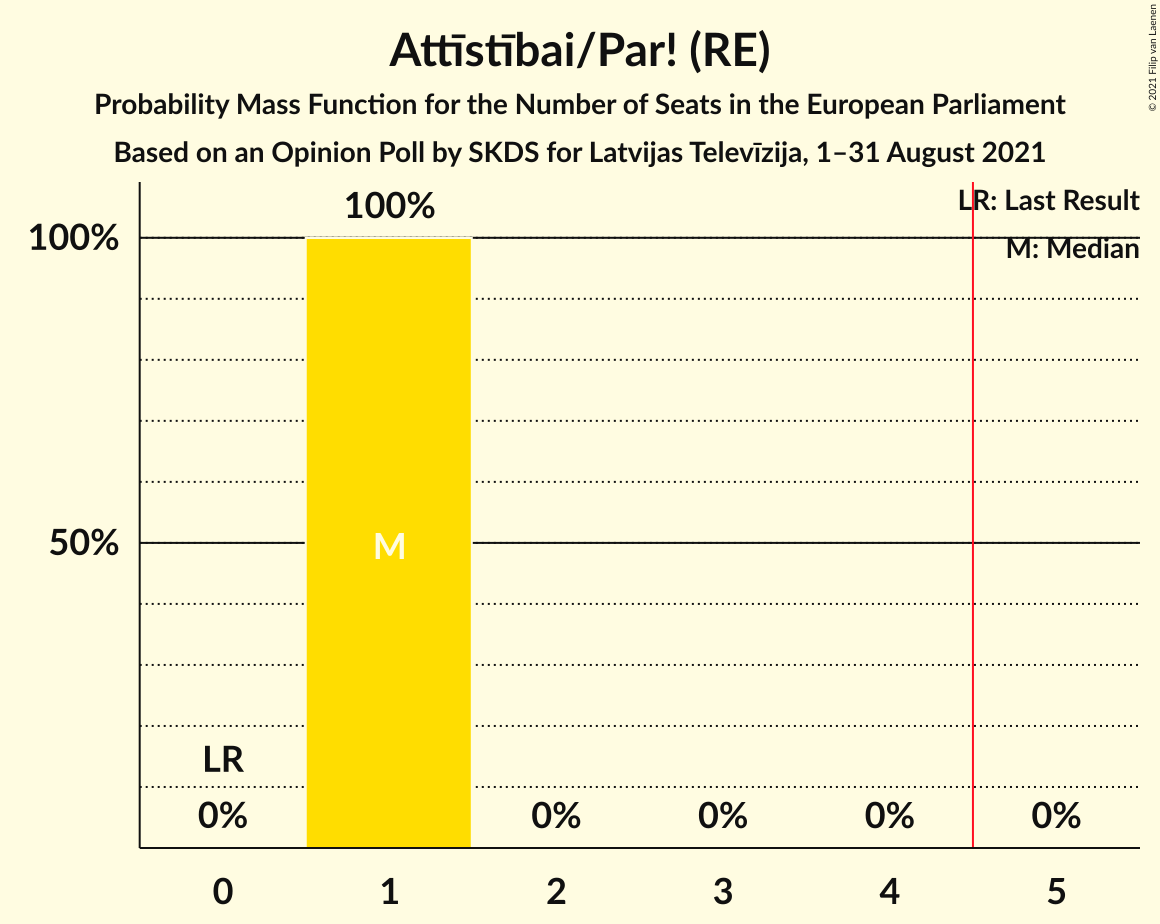 Attīstībai/Par! (RE)
Probability Mass Function for the Number of Seats in the European Parliament
Based on an Opinion Poll by SKDS for Latvijas Televīzija, 1–31 August 2021
© 2021 Filip van Laenen
LR: Last Result
M: Median
100%
100%
50%
M
LR
0%
0%
0%
0%
0%
0
1
2
3
4
5